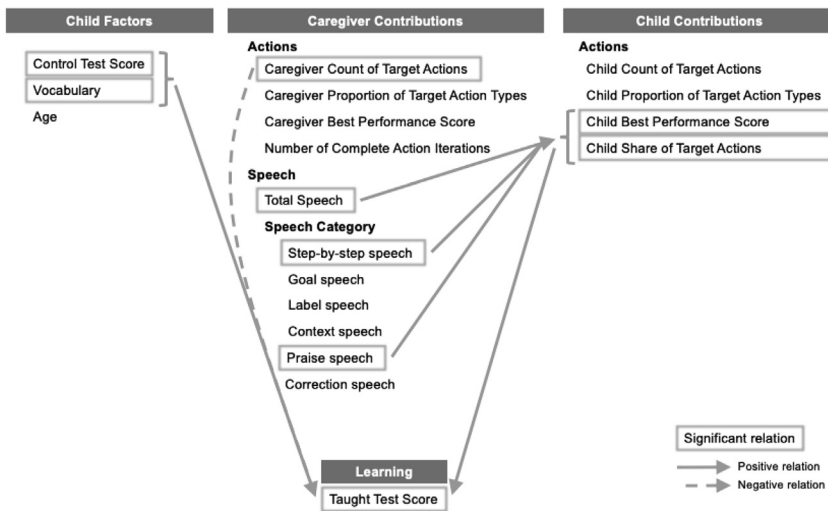 Child Factors
Control Test Score
Vocabulary
Age
Caregiver Contributions
Actions
Caregiver Count of Target Actions
Caregiver Proportion of Target Action Types
Caregiver Best Performance Score
Number of Complete Action Iterations
Speech
Total Speech
Speech Category
Step-by-step speech
Goal speech
Label speech
Context speech
Praise speech
Correction speech
Child Contributions
Actions
Child Count of Target Actions
Child Proportion of Target Action Types
Child Best Performance Score
Child Share of Target Actions
Learning
Taught Test Score
Significant relation
Positive relation
Negative relation